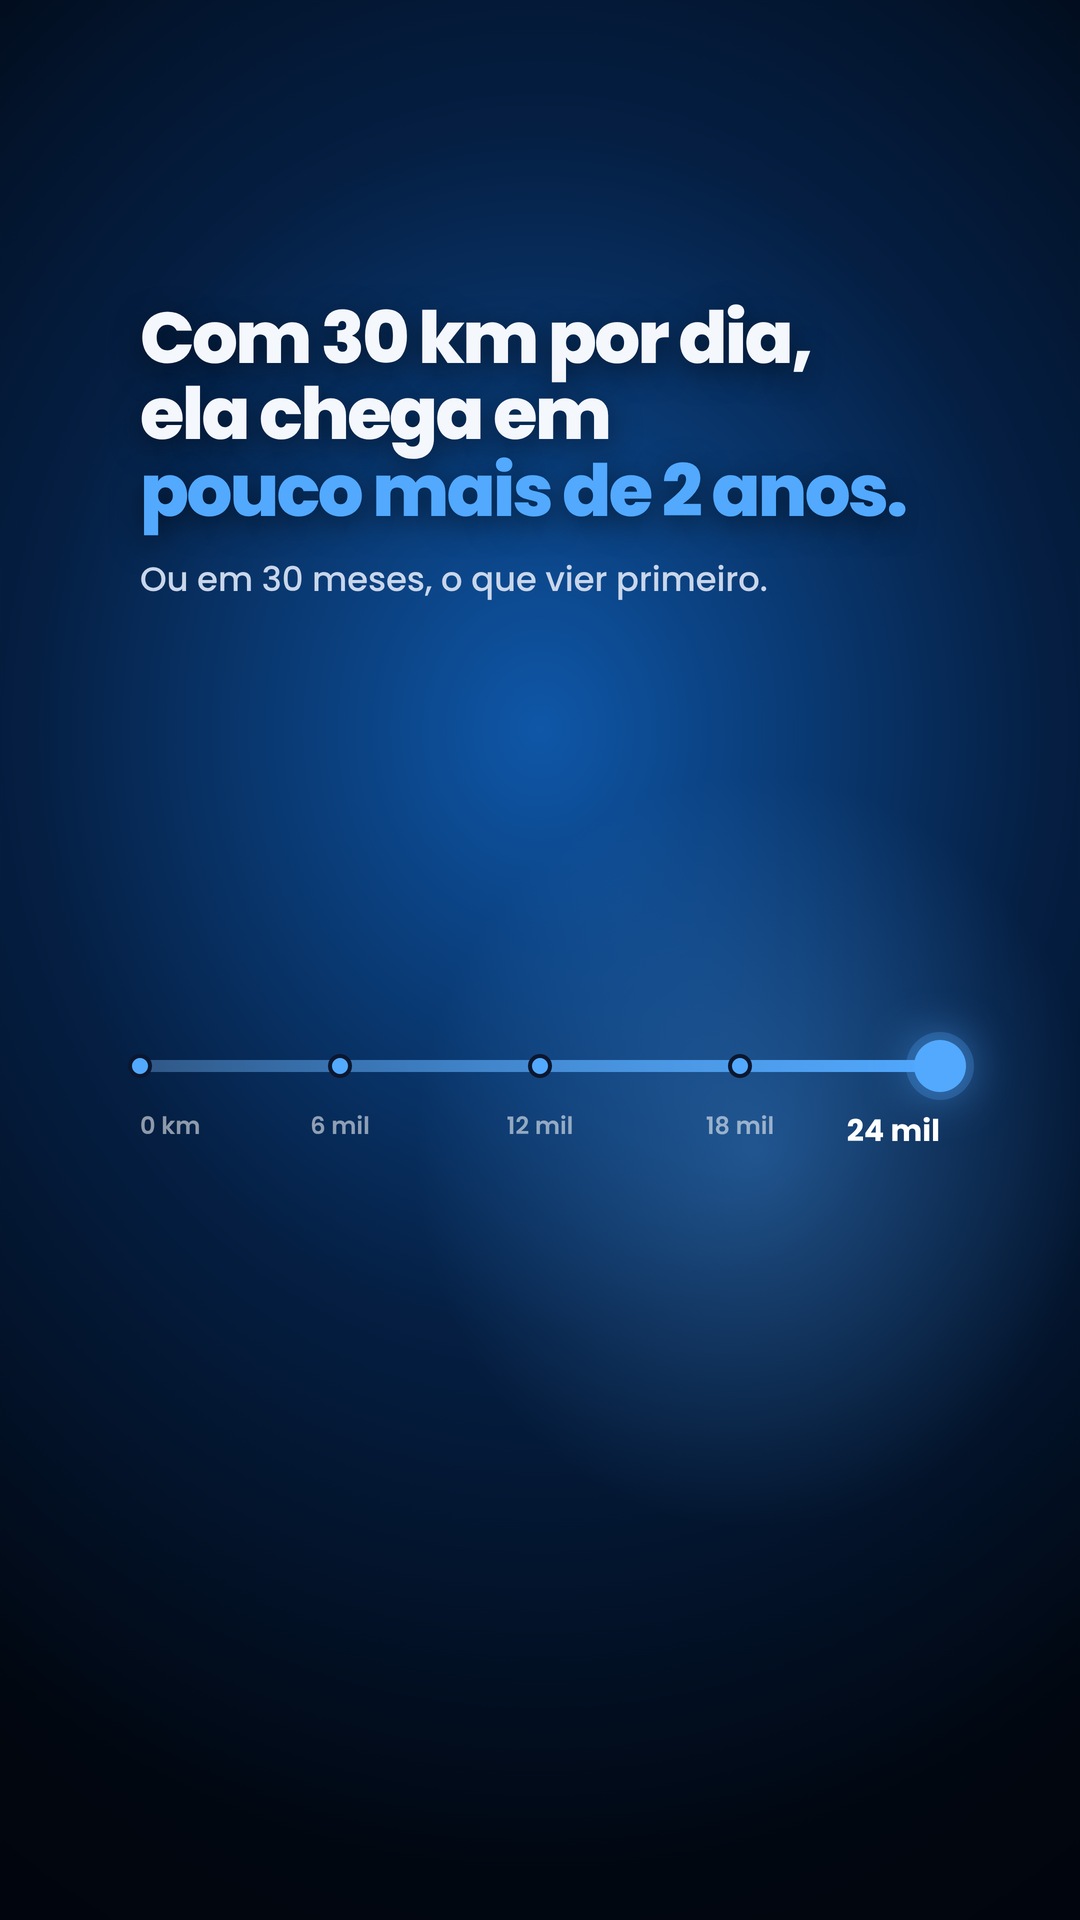 Com 30 km por dia,
ela chega em
pouco mais de 2 anos.
Ou em 30 meses, o que vier primeiro.
0 km
6 mil
12 mil
18 mil
24 mil